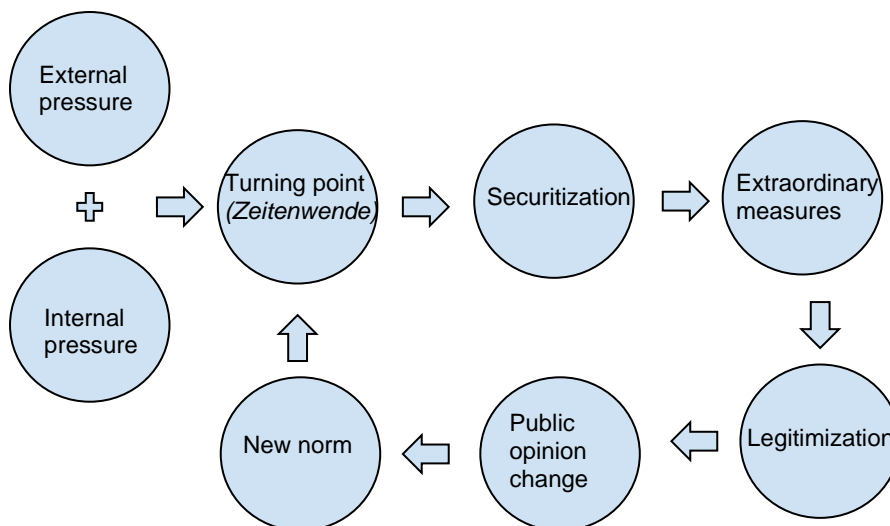 External
pressure
Internal
pressure
Turning point
(Zeitenwende)
Securitization
Extraordinary
measures
Legitimization
Public
opinion
change
New norm